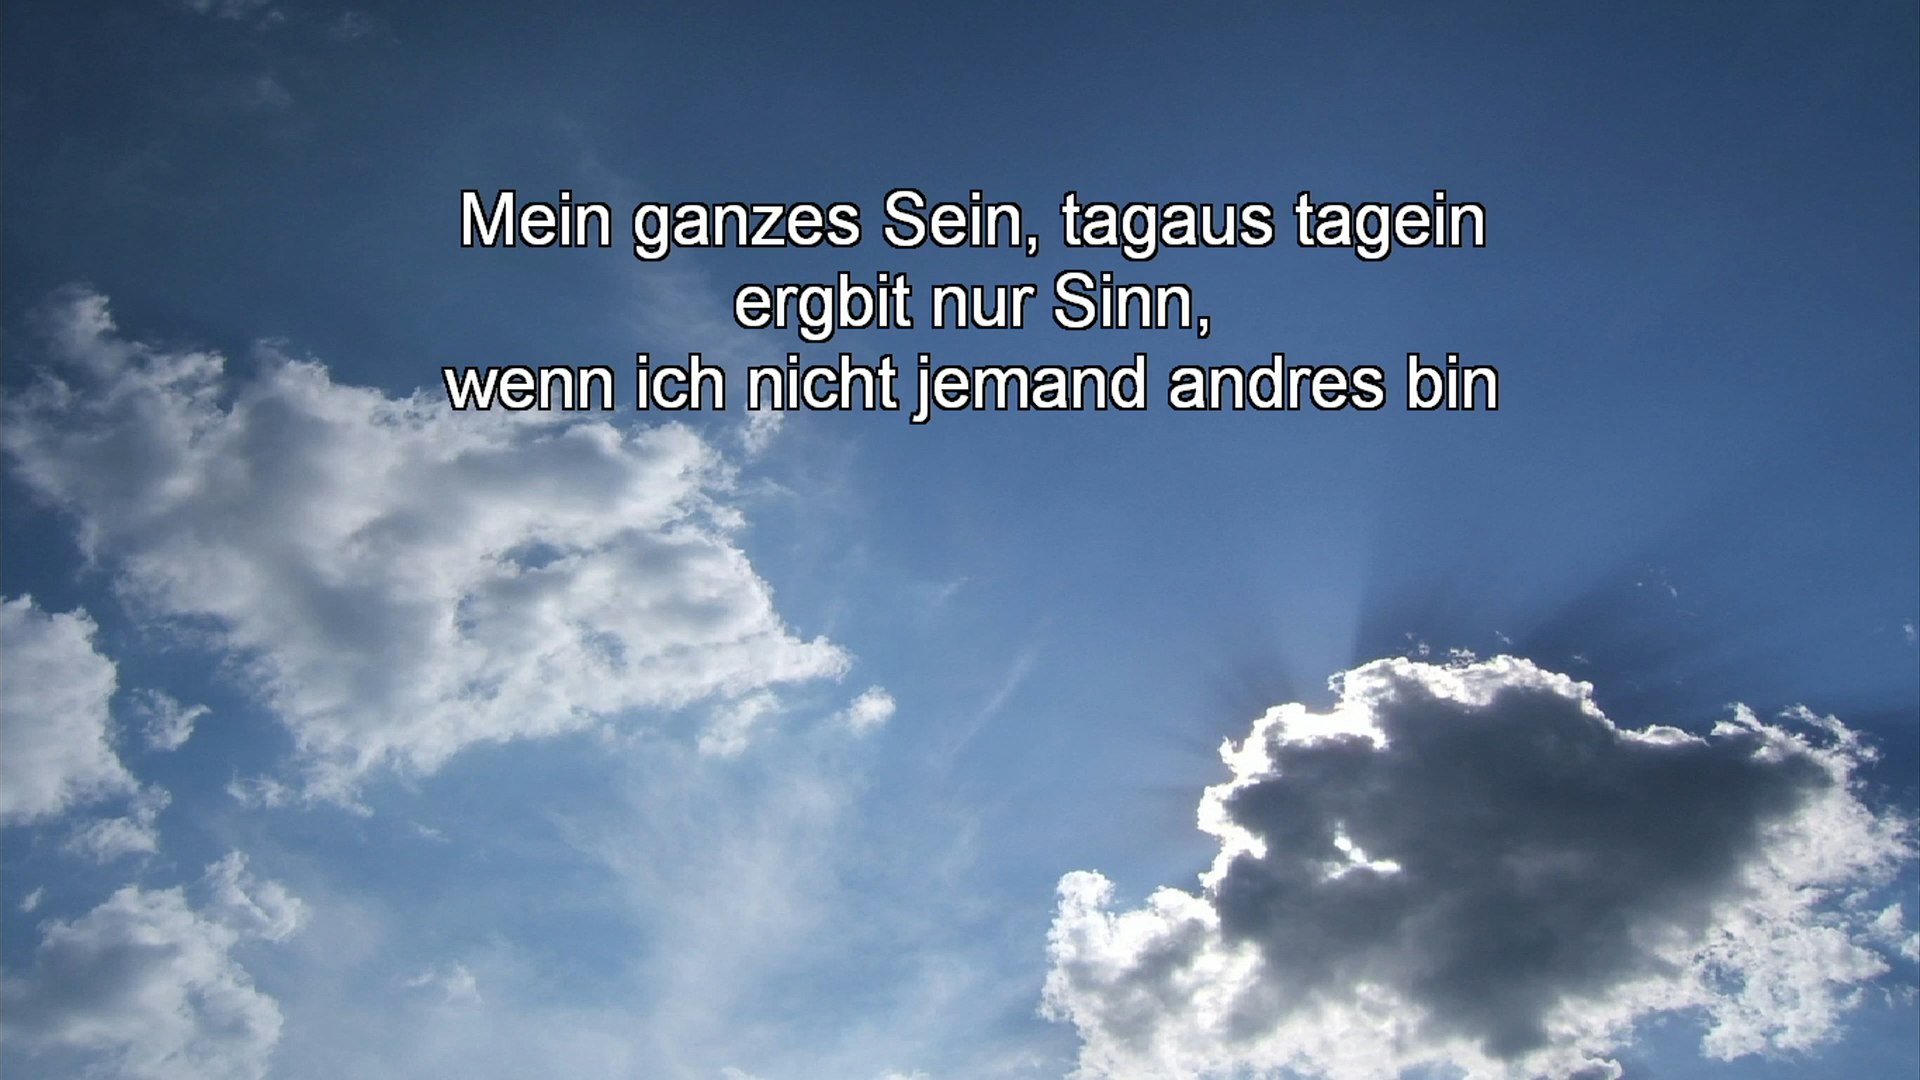 Mein ganzes Sein, tagaus tagein
ergbit nur Sinn,
wenn ich nicht jemand andres bin